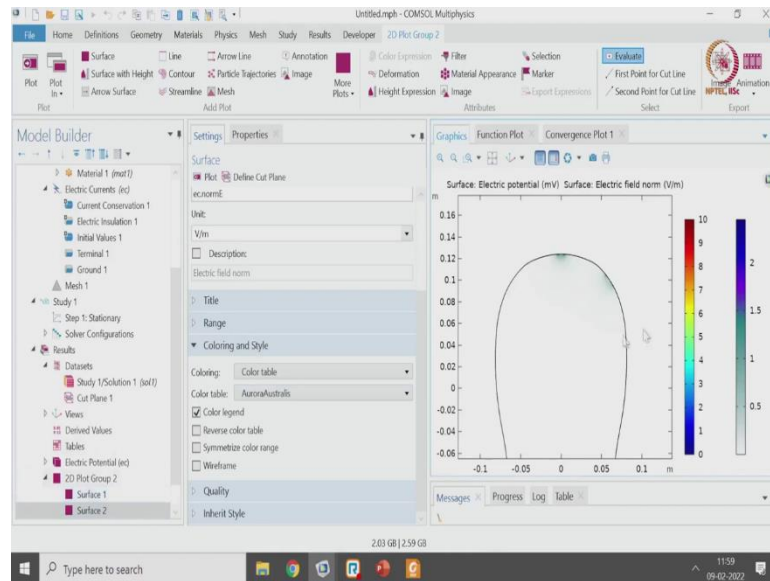 Untitled.mph - COMSOL Multiphysics
File Home Definitions Geometry Materials Physics Mesh Study Results Developer 2D Plot Group 2
Plot
Plot In
Plot
Surface
Surface with Height
Arrow Surface
Line
Contour
Streamline
Arrow Line
Particle Trajectories
Mesh
Annotation
Image
More Plots
Add Plot
Color Expression
Deformation
Height Expression
Filter
Material Appearance
Image
Selection
Marker
Export Expressions
Attributes
Evaluate
First Point for Cut Line
Second Point for Cut Line
Select
Image
Animation
Export
NPTEL, IISc
Model Builder
Material 1 (mat1)
Electric Currents (ec)
Current Conservation 1
Electric Insulation 1
Initial Values 1
Terminal 1
Ground 1
Mesh 1
Study 1
Step 1: Stationary
Solver Configurations
Results
Datasets
Study 1/Solution 1 (sol1)
Cut Plane 1
Views
Derived Values
Tables
Electric Potential (ec)
2D Plot Group 2
Surface 1
Surface 2
Settings Properties
Surface
Plot Define Cut Plane
ec.normE
Unit:
V/m
Description:
Electric field norm
Title
Range
Coloring and Style
Coloring: Color table
Color table: AuroraAustralis
Color legend
Reverse color table
Symmetrize color range
Wireframe
Quality
Inherit Style
Graphics Function Plot Convergence Plot 1
Surface: Electric potential (mV) Surface: Electric field norm (V/m)
m
0.16
0.14
0.12
0.1
0.08
0.06
0.04
0.02
0
-0.02
-0.04
-0.06
-0.1 -0.05 0 0.05 0.1 m
10
9
8
7
6
5
4
3
2
1
0
2
1.5
1
0.5
Messages Progress Log Table
2.03 GB | 2.59 GB
Type here to search
11:59
09-02-2022